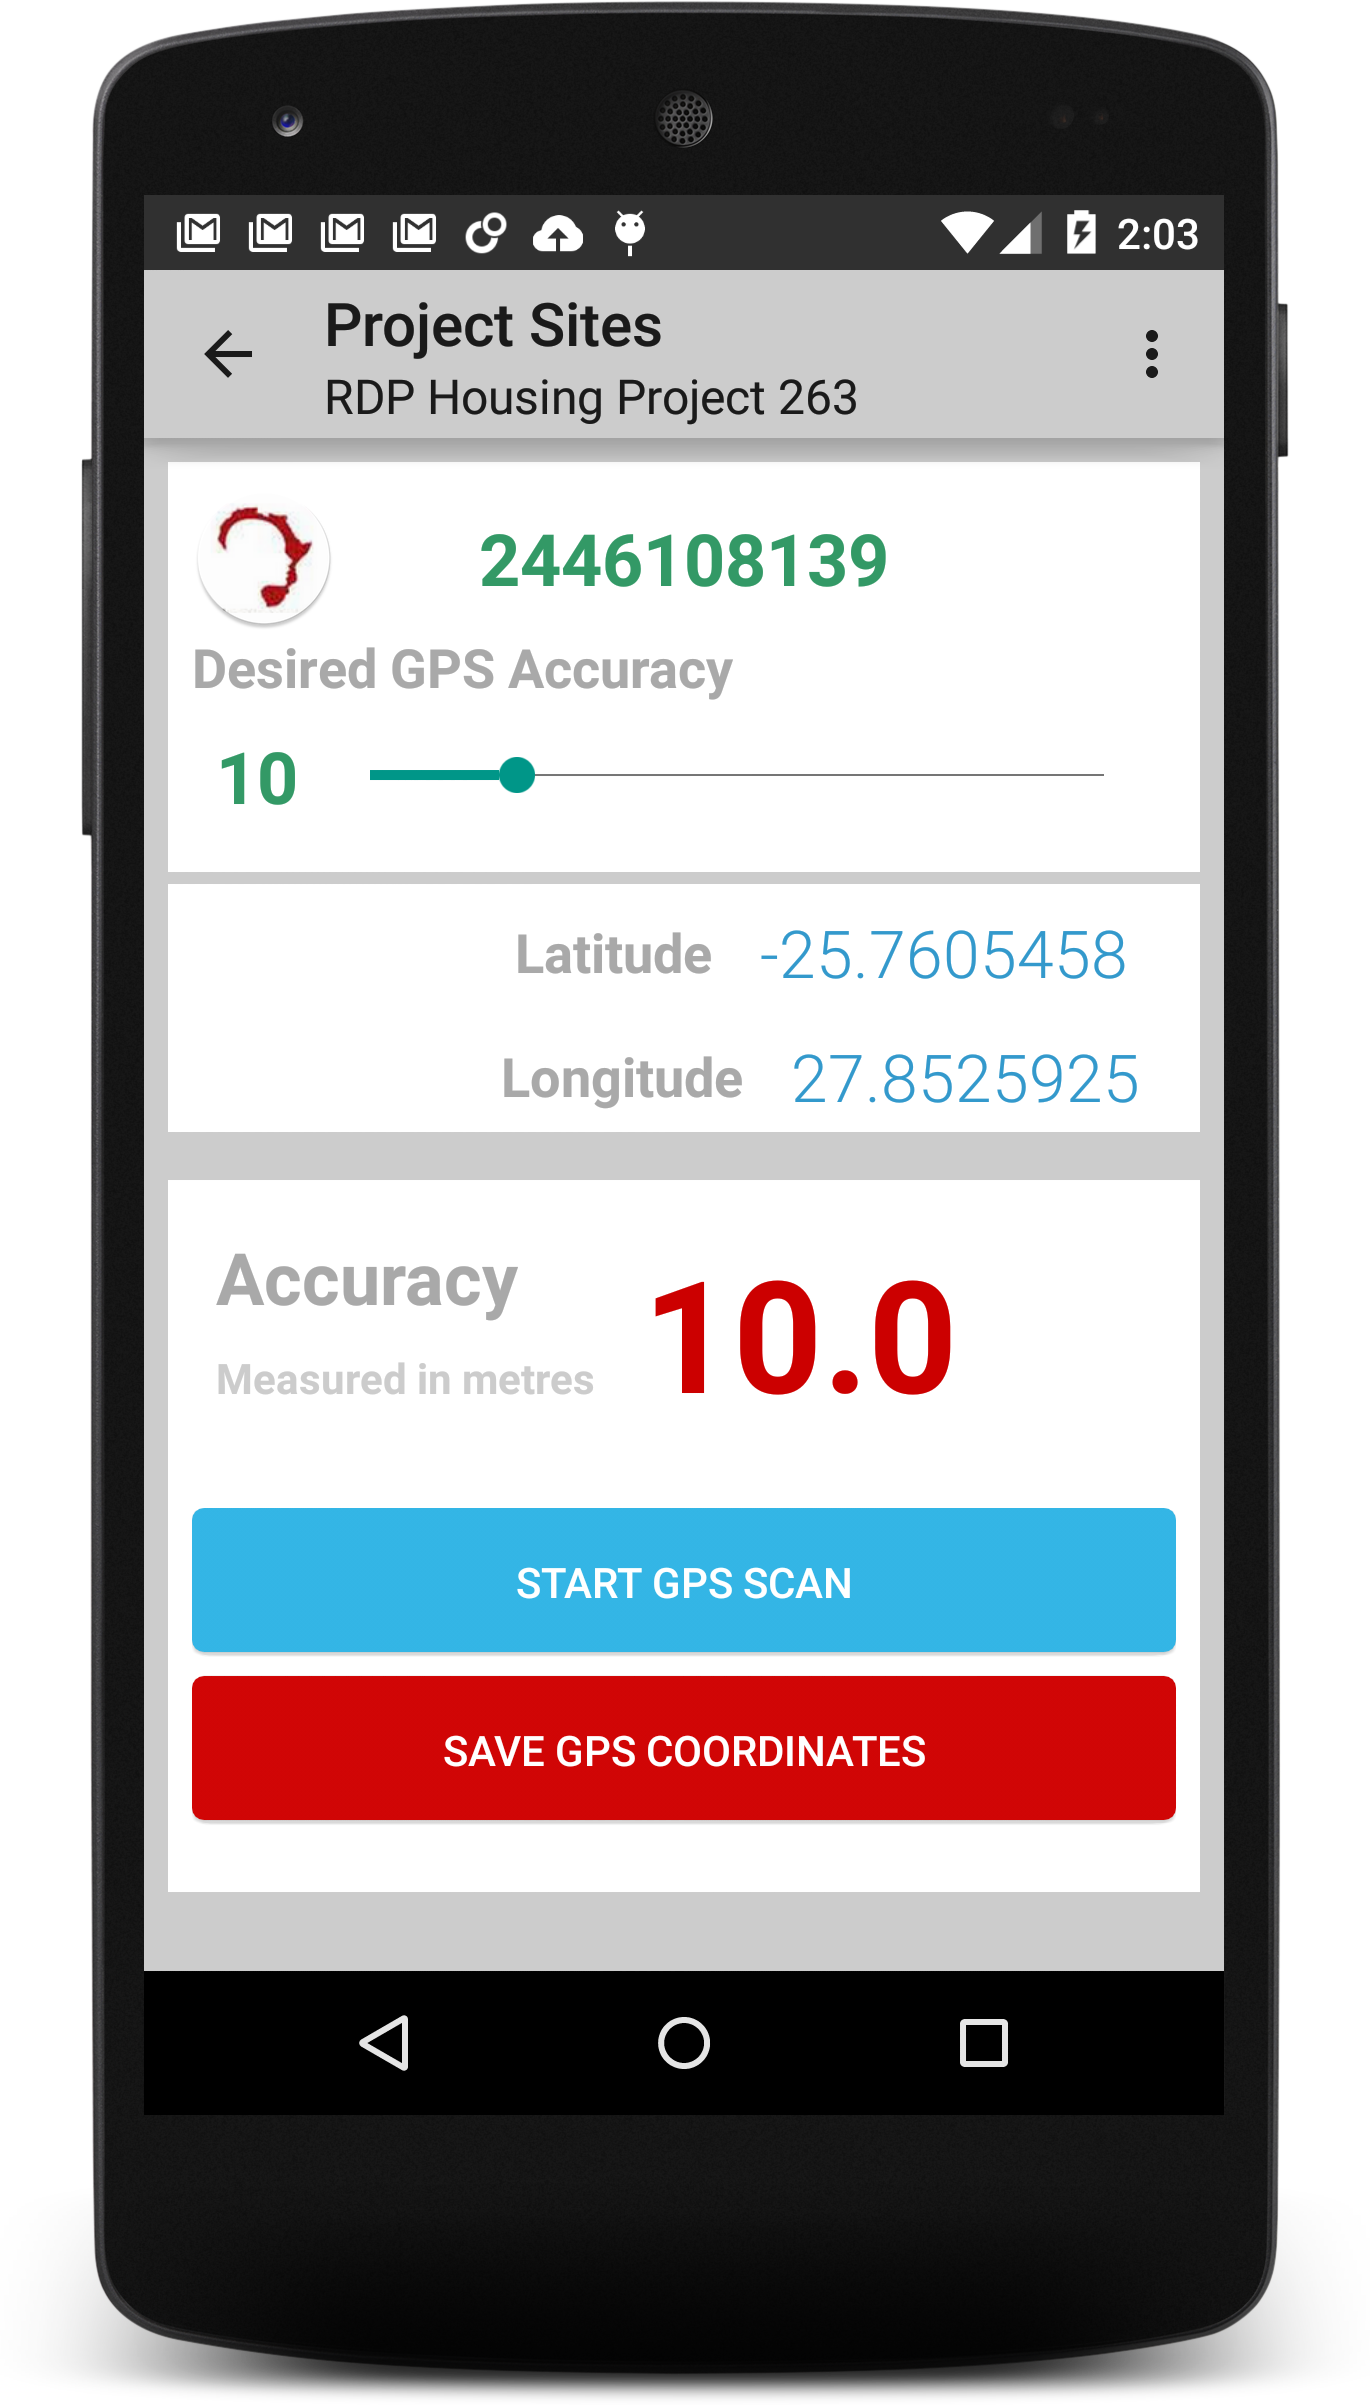 2:03
Project Sites
RDP Housing Project 263
2446108139
Desired GPS Accuracy
10
Latitude -25.7605458
Longitude 27.8525925
Accuracy
10.0
Measured in metres
START GPS SCAN
SAVE GPS COORDINATES